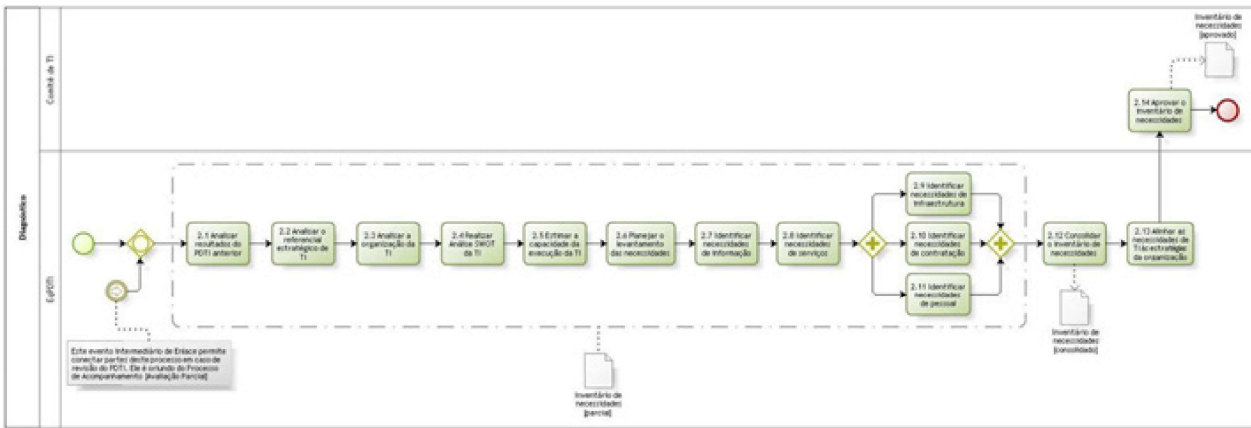 Diagnóstico
Comitê de TI
EqPDTI
Inventário de
necessidades
[aprovado]
2.14 Aprovar o
Inventário de
necessidades
2.1 Analisar
resultados do
PDTI anterior
2.2 Analisar o
referencial
estratégico de
TI
2.3 Analisar a
organização da
TI
2.4 Realizar
Análise SWOT
da TI
2.5 Estimar a
capacidade da
execução da TI
2.6 Planejar o
levantamento
das necessidades
2.7 Identificar
necessidades
de Informação
2.8 Identificar
necessidades
de serviços
2.9 Identificar
necessidades de
Infraestrutura
2.10 Identificar
necessidades
de contratação
2.11 Identificar
necessidades
de pessoal
2.12 Consolidar
o Inventário de
necessidades
2.13 Alinhar as
necessidades de
TI às estratégias
da organização
Este evento Intermediário de Enlace permite
conectar partes deste processo em caso de
revisão do PDTI. Ele é oriundo do Processo
de Acompanhamento [Avaliação Parcial]
Inventário de
necessidades
[parcial]
Inventário de
necessidades
[consolidado]